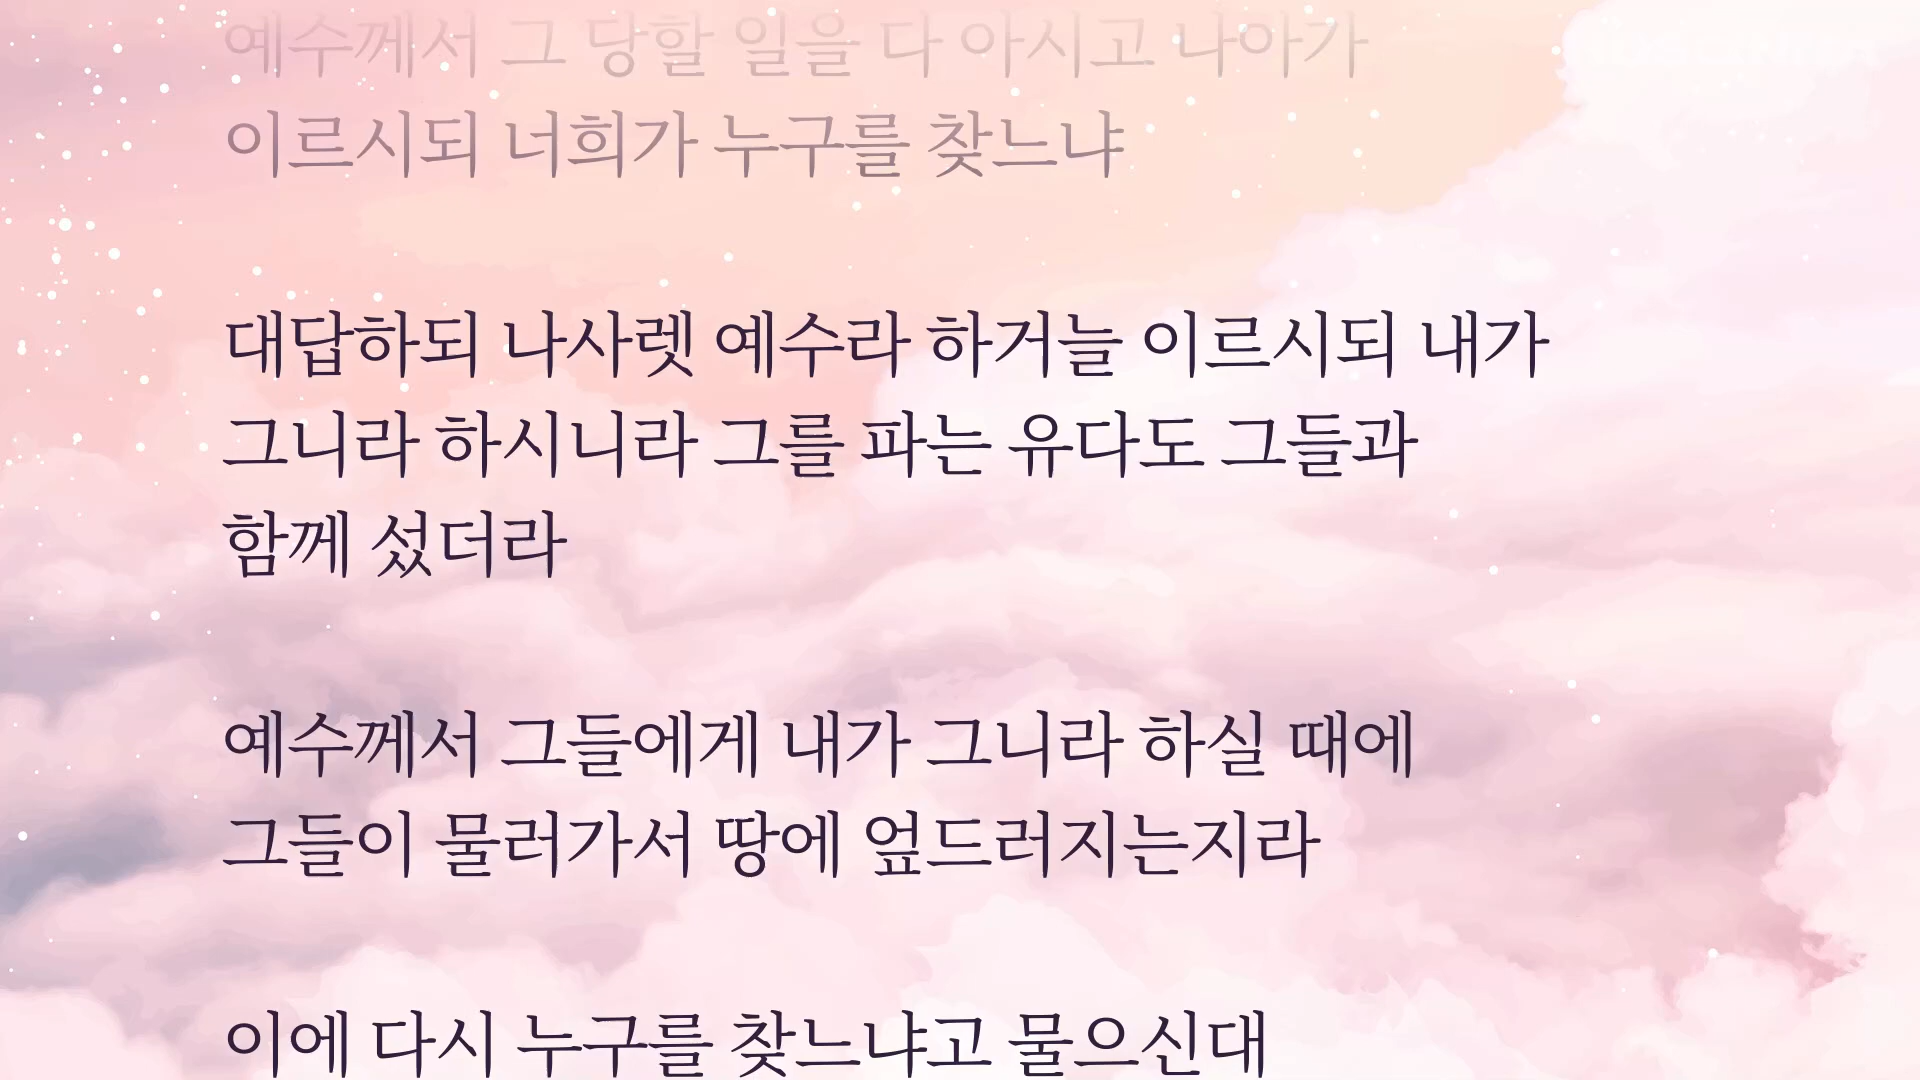 예수께서 그 당할 일을 다 아시고 나아가
이르시되 너희가 누구를 찾느냐
대답하되 나사렛 예수라 하거늘 이르시되 내가
그니라 하시니라 그를 파는 유다도 그들과
함께 섰더라
예수께서 그들에게 내가 그니라 하실 때에
그들이 물러가서 땅에 엎드러지는지라
이에 다시 누구를 찾느냐고 물으신대